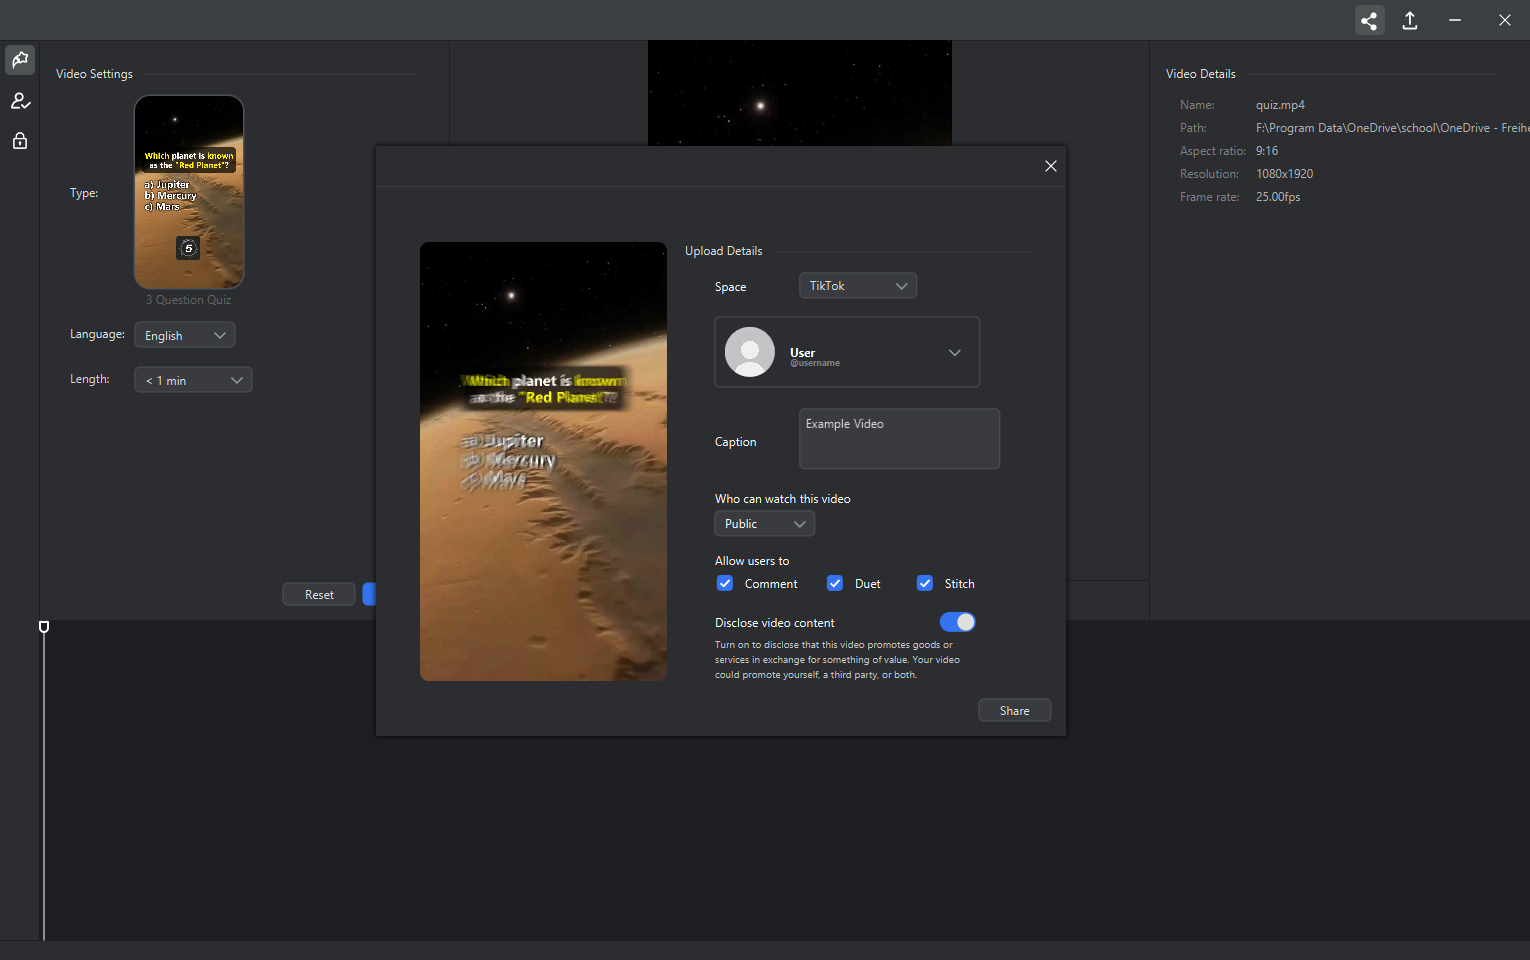 Video Settings
Type:
Which planet is known
as the "Red Planet"?
a) Jupiter
b) Mercury
c) Mars
5
3 Question Quiz
Language:
English
Length:
< 1 min
Reset
Upload Details
Space
TikTok
User
@username
Caption
Example Video
Who can watch this video
Public
Allow users to
Comment
Duet
Stitch
Disclose video content
Turn on to disclose that this video promotes goods or
services in exchange for something of value. Your video
could promote yourself, a third party, or both.
Share
Which planet is known
as the "Red Planet"?
a) Jupiter
b) Mercury
c) Mars
Video Details
Name: quiz.mp4
Path: F:\Program Data\OneDrive\school\OneDrive - Freihe
Aspect ratio: 9:16
Resolution: 1080x1920
Frame rate: 25.00fps